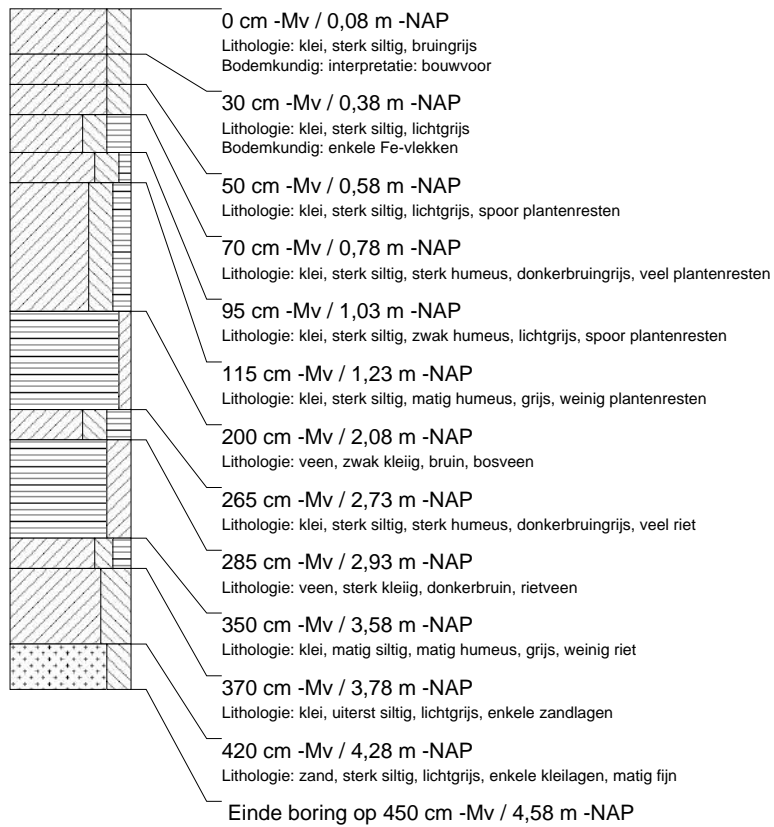 0 cm -Mv / 0,08 m -NAP
Lithologie: klei, sterk siltig, bruingrijs
Bodemkundig: interpretatie: bouwvoor
30 cm -Mv / 0,38 m -NAP
Lithologie: klei, sterk siltig, lichtgrijs
Bodemkundig: enkele Fe-vlekken
50 cm -Mv / 0,58 m -NAP
Lithologie: klei, sterk siltig, lichtgrijs, spoor plantenresten
70 cm -Mv / 0,78 m -NAP
Lithologie: klei, sterk siltig, sterk humeus, donkerbruingrijs, veel plantenresten
95 cm -Mv / 1,03 m -NAP
Lithologie: klei, sterk siltig, zwak humeus, lichtgrijs, spoor plantenresten
115 cm -Mv / 1,23 m -NAP
Lithologie: klei, sterk siltig, matig humeus, grijs, weinig plantenresten
200 cm -Mv / 2,08 m -NAP
Lithologie: veen, zwak kleiig, bruin, bosveen
265 cm -Mv / 2,73 m -NAP
Lithologie: klei, sterk siltig, sterk humeus, donkerbruingrijs, veel riet
285 cm -Mv / 2,93 m -NAP
Lithologie: veen, sterk kleiig, donkerbruin, rietveen
350 cm -Mv / 3,58 m -NAP
Lithologie: klei, matig siltig, matig humeus, grijs, weinig riet
370 cm -Mv / 3,78 m -NAP
Lithologie: klei, uiterst siltig, lichtgrijs, enkele zandlagen
420 cm -Mv / 4,28 m -NAP
Lithologie: zand, sterk siltig, lichtgrijs, enkele kleilagen, matig fijn
Einde boring op 450 cm -Mv / 4,58 m -NAP